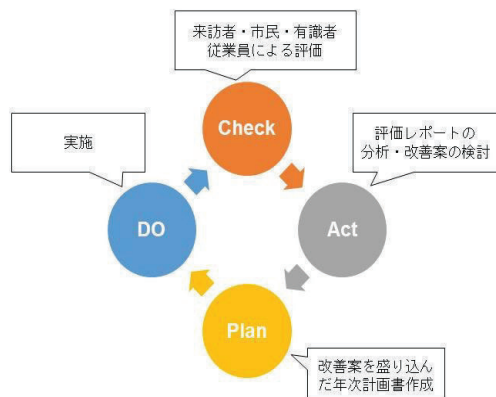 来訪者・市民・有識者
従業員による評価
Check
実施
評価レポートの
分析・改善案の検討
DO
Act
Plan
改善案を盛り込ん
だ年次計画書作成